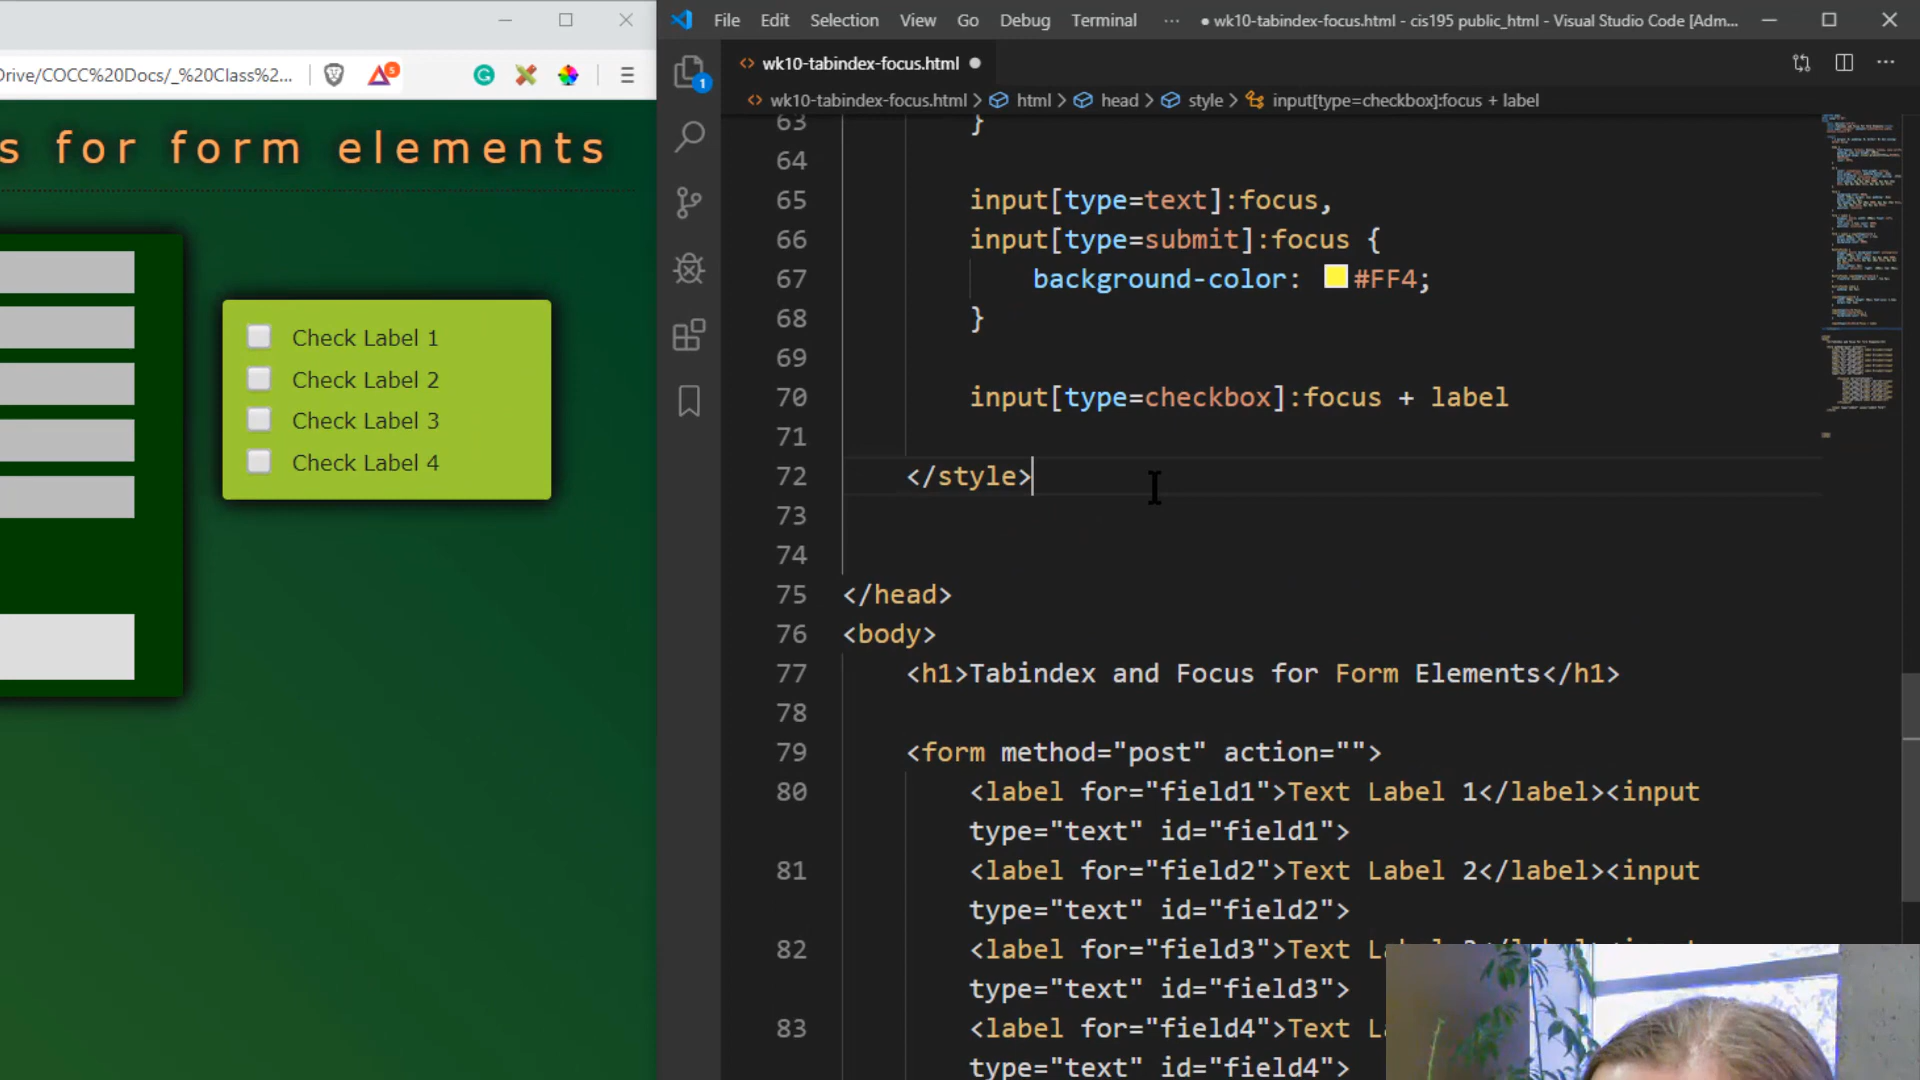 File Edit Selection View Go Debug Terminal ··· ● wk10-tabindex-focus.html - cis195 public_html - Visual Studio Code [Adm...
Drive/COCC%20Docs/_%20Class%2...
5
s for form elements
Check Label 1
Check Label 2
Check Label 3
Check Label 4
1
<> wk10-tabindex-focus.html ●
<> wk10-tabindex-focus.html > html > head > style > input[type=checkbox]:focus + label
63 }
64
65 input[type=text]:focus,
66 input[type=submit]:focus {
67 background-color: #FF4;
68 }
69
70 input[type=checkbox]:focus + label
71
72 </style>
73
74
75 </head>
76 <body>
77 <h1>Tabindex and Focus for Form Elements</h1>
78
79 <form method="post" action="">
80 <label for="field1">Text Label 1</label><input
type="text" id="field1">
81 <label for="field2">Text Label 2</label><input
type="text" id="field2">
82 <label for="field3">Text
type="text" id="field3">
83 <label for="field4">Text
type="text" id="field4">